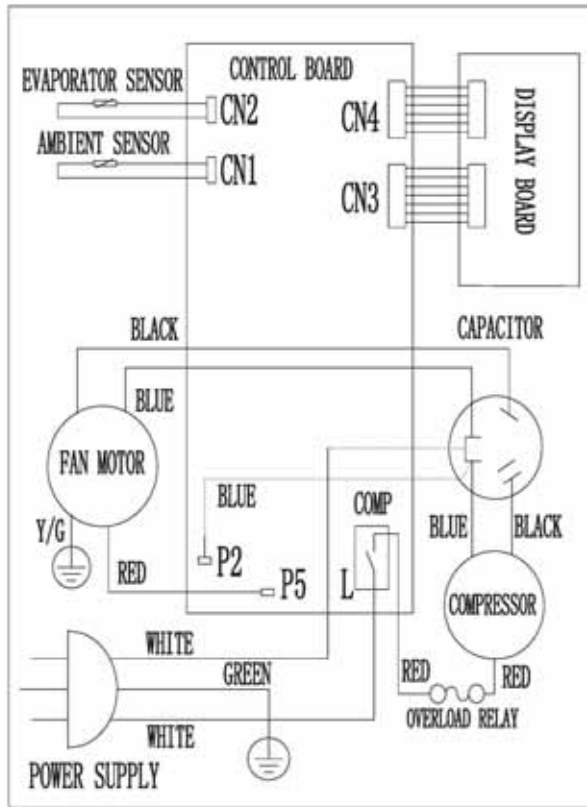 EVAPORATOR SENSOR
CONTROL BOARD
CN2
CN4
AMBIENT SENSOR
CN1
CN3
DISPLAY BOARD
BLACK
CAPACITOR
BLUE
FAN MOTOR
BLUE
COMP
BLUE
BLACK
Y/G
P2
RED
P5
L
COMPRESSOR
WHITE
GREEN
RED
RED
OVERLOAD RELAY
WHITE
POWER SUPPLY